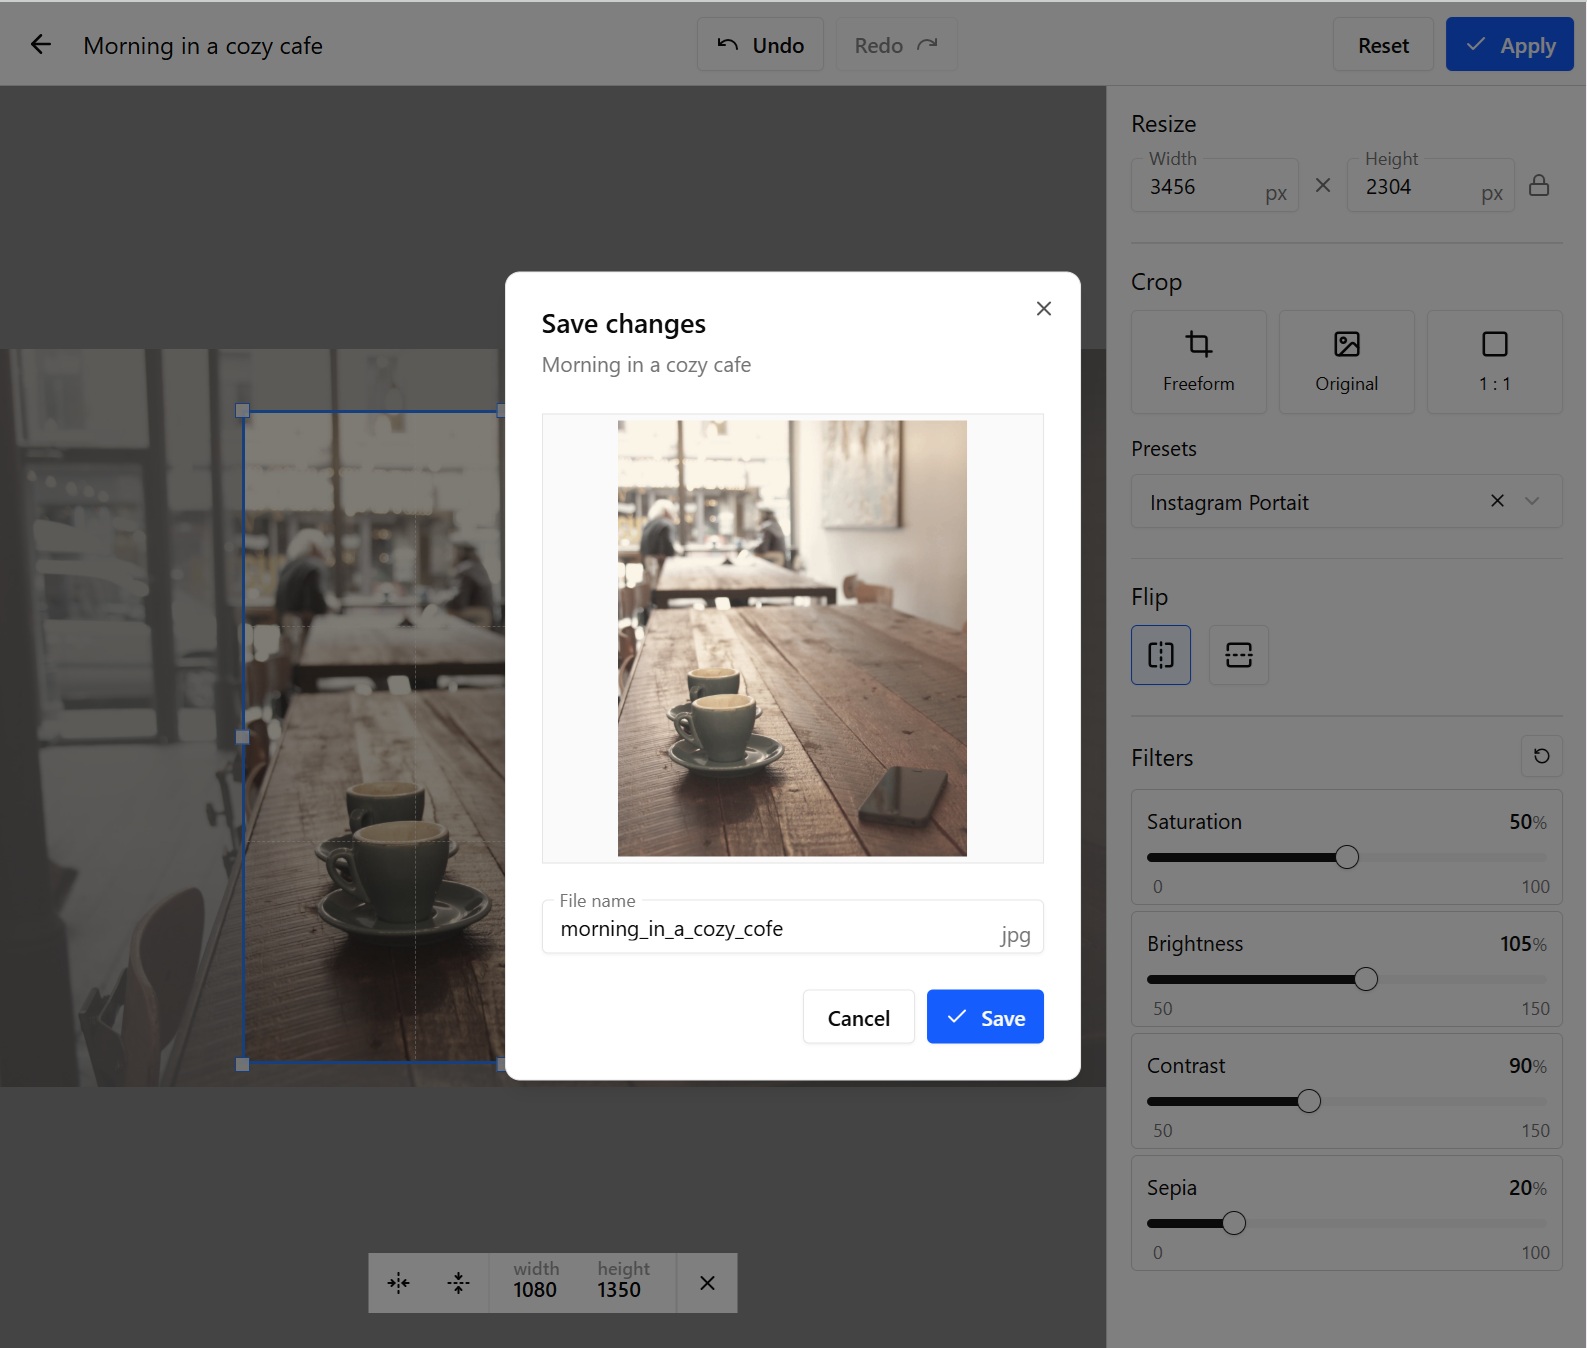 Morning in a cozy cafe
Undo
Redo
Reset
Apply
Resize
Width
3456
px
Height
2304
px
Crop
Freeform
Original
1 : 1
Presets
Instagram Portait
Flip
Filters
Saturation
50%
0
100
Brightness
105%
50
150
Contrast
90%
50
150
Sepia
20%
0
100
Save changes
Morning in a cozy cafe
File name
morning_in_a_cozy_cofe
jpg
Cancel
Save
width
1080
height
1350